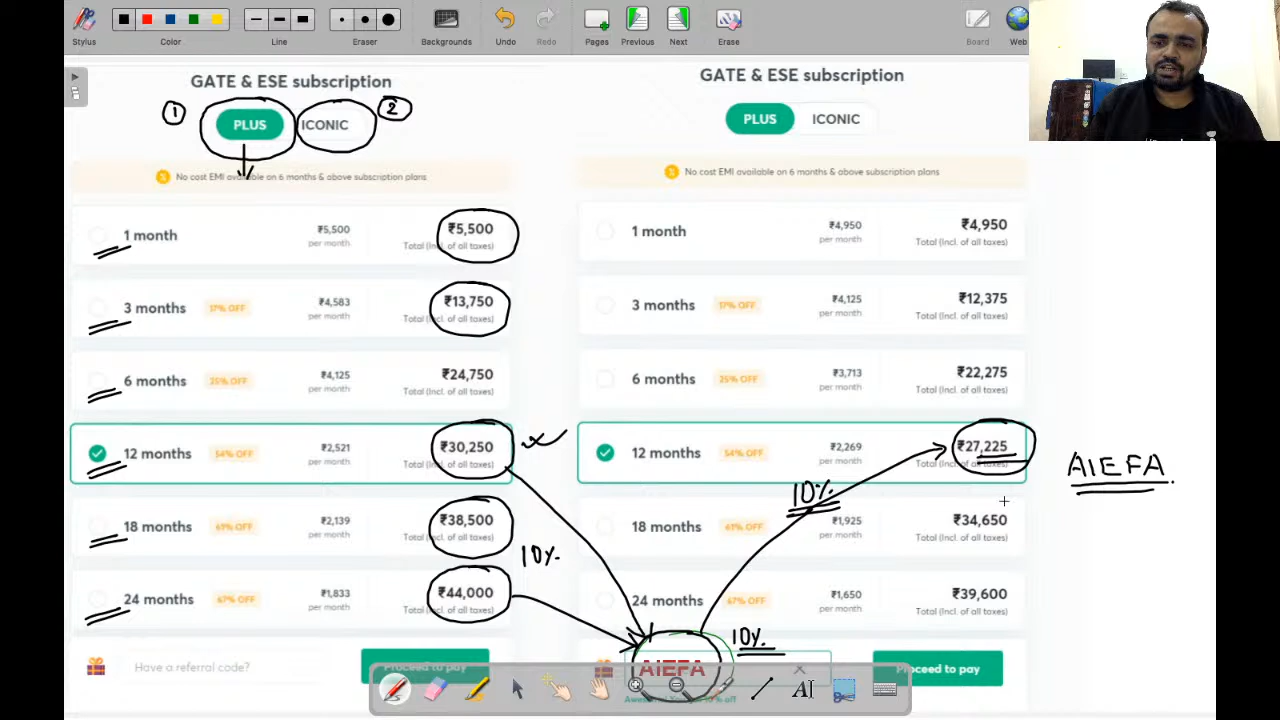 Stylus
Color
Line
Eraser
Backgrounds
Undo
Redo
Pages
Previous
Next
Erase
Board
Web
GATE & ESE subscription
1
PLUS
ICONIC
2
No cost EMI available on 6 months & above subscription plans
1 month
₹5,500
per month
₹5,500
Total (Incl. of all taxes)
3 months
17% OFF
₹4,583
per month
₹13,750
Total (Incl. of all taxes)
6 months
25% OFF
₹4,125
per month
₹24,750
Total (Incl. of all taxes)
12 months
54% OFF
₹2,521
per month
₹30,250
Total (Incl. of all taxes)
18 months
61% OFF
₹2,139
per month
₹38,500
Total (Incl. of all taxes)
10%
24 months
67% OFF
₹1,833
per month
₹44,000
Total (Incl. of all taxes)
Have a referral code?
Proceed to pay
GATE & ESE subscription
PLUS
ICONIC
No cost EMI available on 6 months & above subscription plans
1 month
₹4,950
per month
₹4,950
Total (Incl. of all taxes)
3 months
17% OFF
₹4,125
per month
₹12,375
Total (Incl. of all taxes)
6 months
25% OFF
₹3,713
per month
₹22,275
Total (Incl. of all taxes)
12 months
54% OFF
₹2,269
per month
₹27,225
Total (Incl. of all taxes)
AIEFA
10%
18 months
61% OFF
₹1,925
per month
₹34,650
Total (Incl. of all taxes)
24 months
67% OFF
₹1,650
per month
₹39,600
Total (Incl. of all taxes)
10%
AIEFA
Proceed to pay